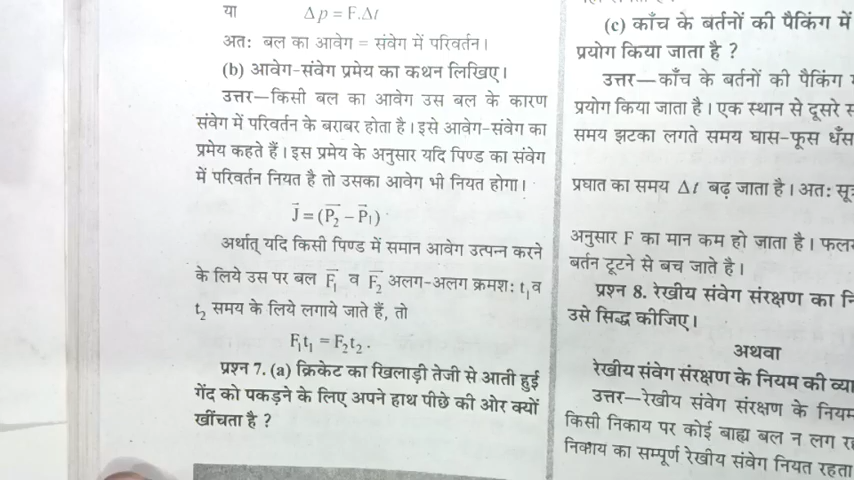 या Δp = F.Δt
अत: बल का आवेग = संवेग में परिवर्तन।
(b) आवेग-संवेग प्रमेय का कथन लिखिए।
उत्तर—किसी बल का आवेग उस बल के कारण
संवेग में परिवर्तन के बराबर होता है। इसे आवेग-संवेग का
प्रमेय कहते हैं। इस प्रमेय के अनुसार यदि पिण्ड का संवेग
में परिवर्तन नियत है तो उसका आवेग भी नियत होगा।
J⃗ = (P⃗₂ − P⃗₁)
अर्थात् यदि किसी पिण्ड में समान आवेग उत्पन्न करने
के लिये उस पर बल F⃗₁ व F⃗₂ अलग-अलग क्रमश: t₁ व
t₂ समय के लिये लगाये जाते हैं, तो
F₁t₁ = F₂t₂.
प्रश्न 7. (a) क्रिकेट का खिलाड़ी तेजी से आती हुई
गेंद को पकड़ने के लिए अपने हाथ पीछे की ओर क्यों
खींचता है ?
(c) काँच के बर्तनों की पैकिंग में
प्रयोग किया जाता है ?
उत्तर—काँच के बर्तनों की पैकिंग
प्रयोग किया जाता है। एक स्थान से दूसरे
समय झटका लगते समय घास-फूस धँस
प्रघात का समय Δt बढ़ जाता है। अत:
अनुसार F का मान कम हो जाता है।
बर्तन टूटने से बच जाते है।
प्रश्न 8. रेखीय संवेग संरक्षण का
उसे सिद्ध कीजिए।
अथवा
रेखीय संवेग संरक्षण के नियम की
उत्तर—रेखीय संवेग संरक्षण के नियम
किसी निकाय पर कोई बाह्य बल न लग
निकाय का सम्पूर्ण रेखीय संवेग नियत रहता